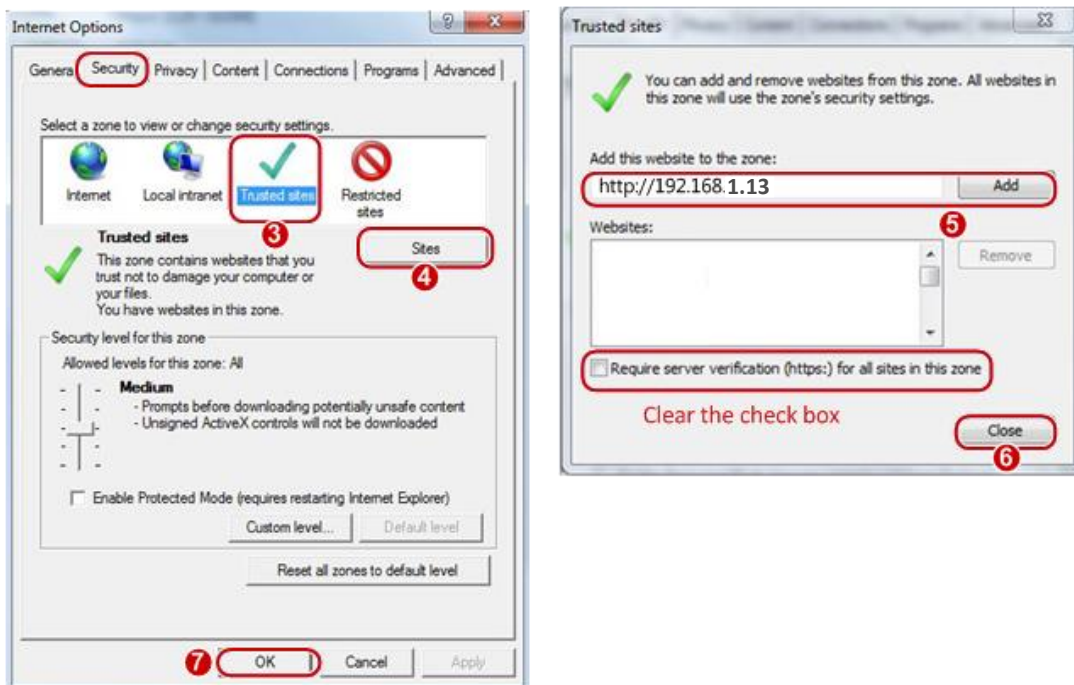 Internet Options
General Security Privacy Content Connections Programs Advanced
Select a zone to view or change security settings.
Internet Local intranet Trusted sites Restricted sites
3
Trusted sites
Sites
4
This zone contains websites that you
trust not to damage your computer or
your files.
You have websites in this zone.
Security level for this zone
Allowed levels for this zone: All
Medium
- Prompts before downloading potentially unsafe content
- Unsigned ActiveX controls will not be downloaded
Enable Protected Mode (requires restarting Internet Explorer)
Custom level... Default level
Reset all zones to default level
7 OK Cancel Apply
Trusted sites
You can add and remove websites from this zone. All websites in
this zone will use the zone's security settings.
Add this website to the zone:
http://192.168.1.13 Add
5
Websites:
Remove
Require server verification (https:) for all sites in this zone
Clear the check box
Close
6